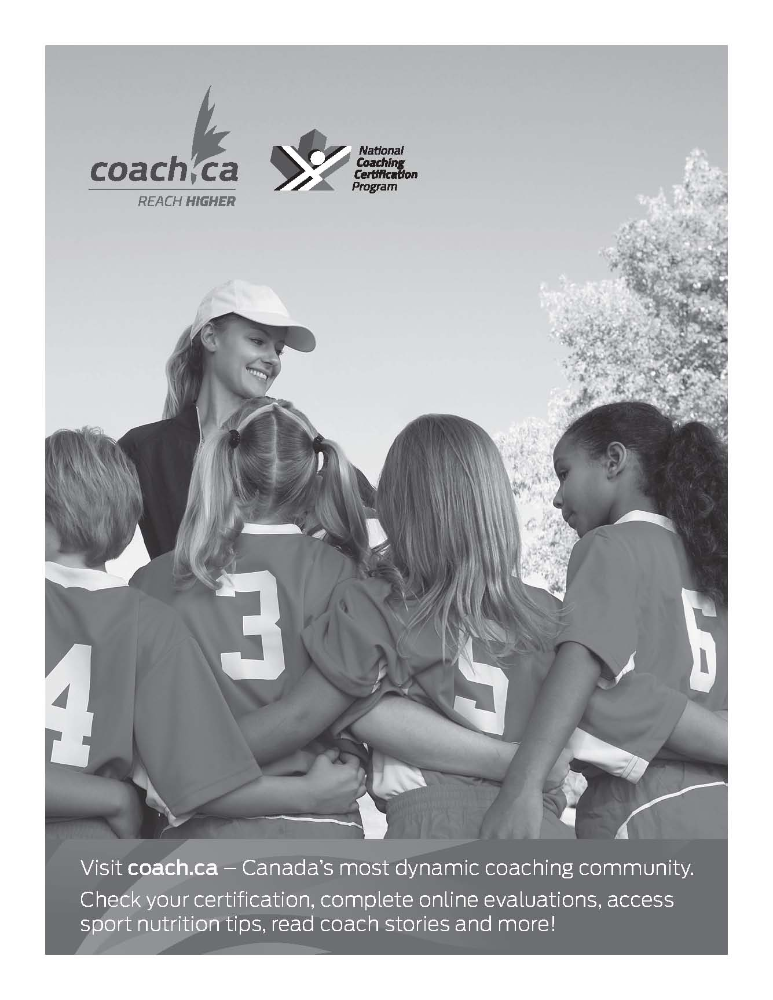 coach.ca
REACH HIGHER
National
Coaching
Certification
Program
4
3
5
6
Visit coach.ca – Canada's most dynamic coaching community.
Check your certification, complete online evaluations, access
sport nutrition tips, read coach stories and more!